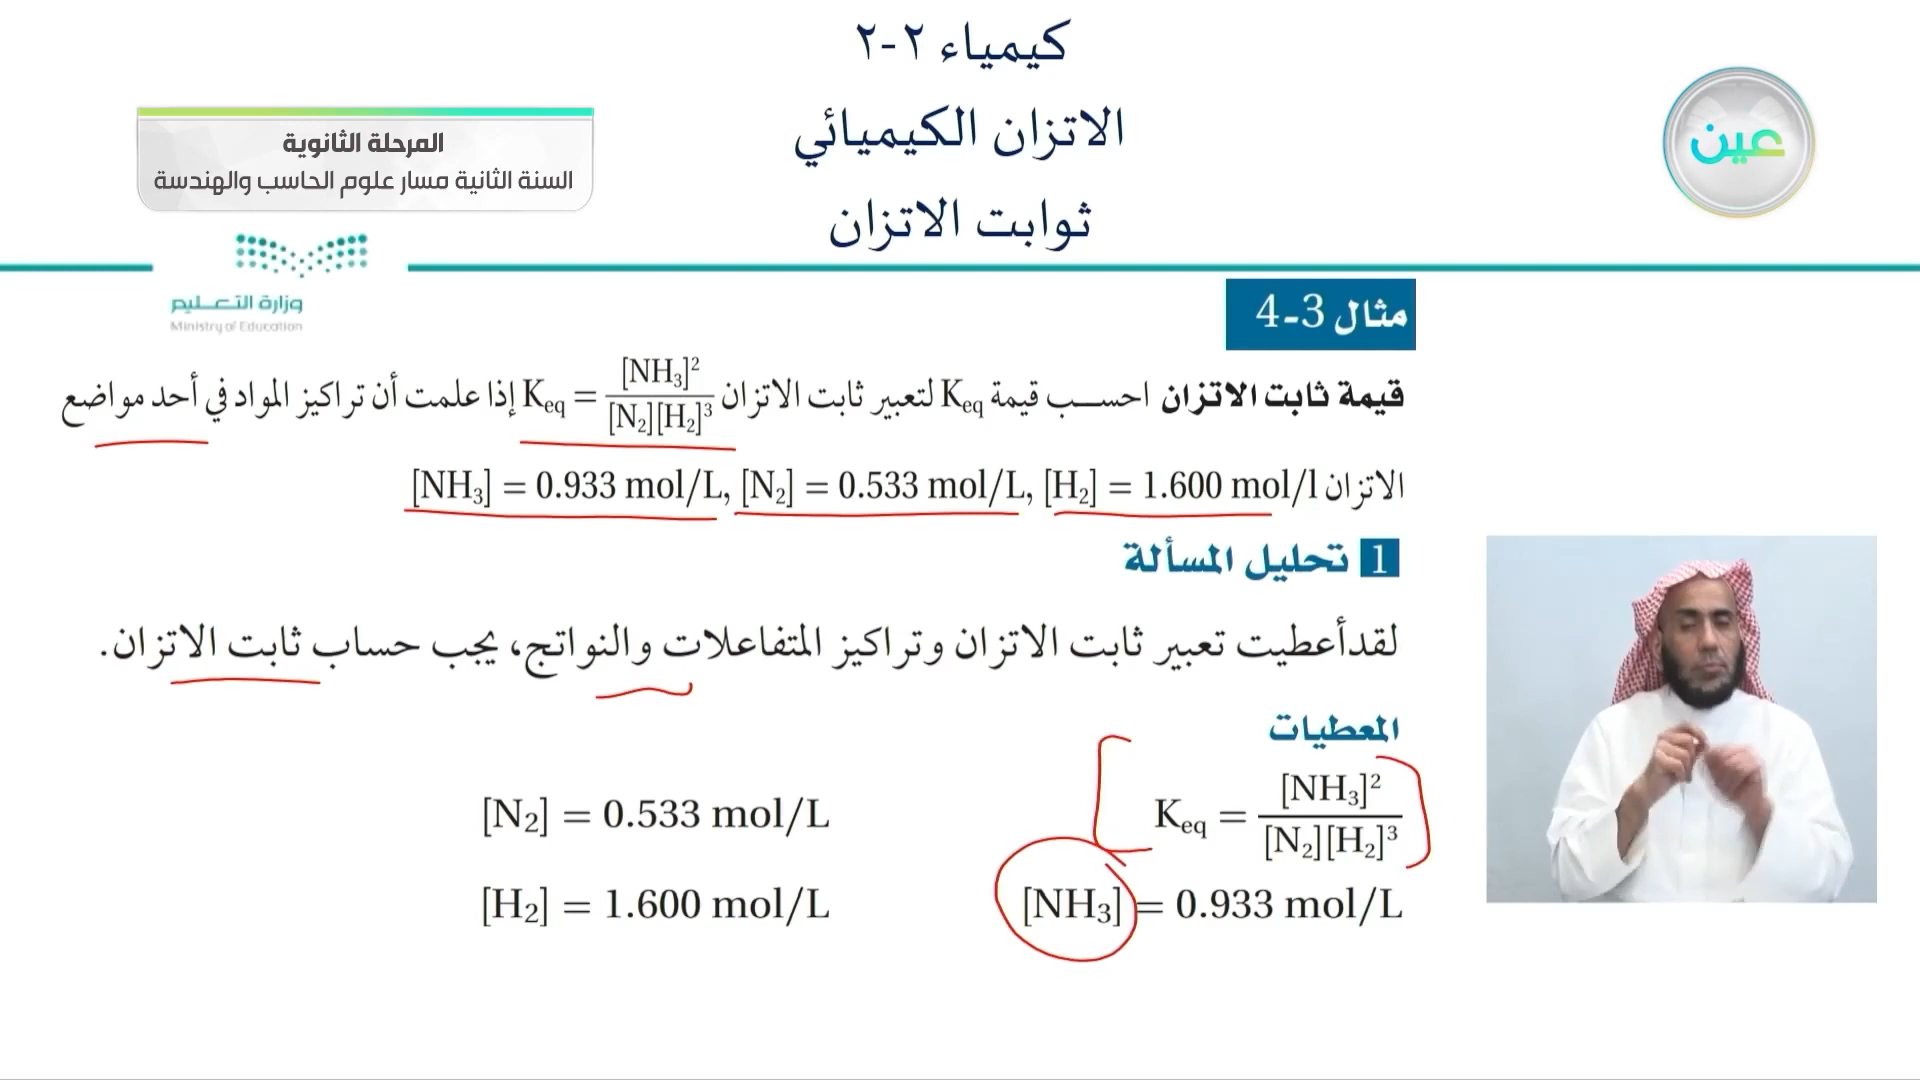 كيمياء ٢-٢
الاتزان الكيميائي
ثوابت الاتزان
عين
المرحلة الثانوية
السنة الثانية مسار علوم الحاسب والهندسة
وزارة التعليم
Ministry of Education
مثال 3-4
قيمة ثابت الاتزان احسب قيمة Keq لتعبير ثابت الاتزان Keq = [NH₃]²/[N₂][H₂]³ إذا علمت أن تراكيز المواد في أحد مواضع
الاتزان [NH₃] = 0.933 mol/L, [N₂] = 0.533 mol/L, [H₂] = 1.600 mol/l
1 تحليل المسألة
لقدأعطيت تعبير ثابت الاتزان وتراكيز المتفاعلات والنواتج، يجب حساب ثابت الاتزان.
المعطيات
Keq = [NH₃]²/[N₂][H₂]³
[N₂] = 0.533 mol/L
[NH₃] = 0.933 mol/L
[H₂] = 1.600 mol/L